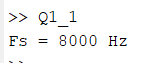 >> Q1_1
Fs = 8000 Hz
>>